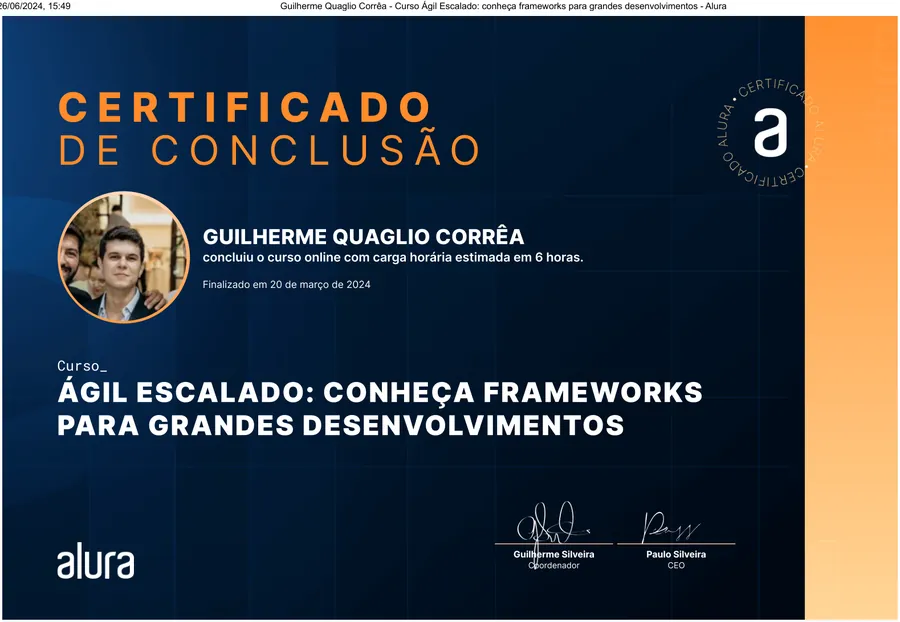 26/06/2024, 15:49
Guilherme Quaglio Corrêa - Curso Ágil Escalado: conheça frameworks para grandes desenvolvimentos - Alura
CERTIFICADO
DE CONCLUSÃO
CERTIFICADO ALURA • CERTIFICADO ALURA •
a
GUILHERME QUAGLIO CORRÊA
concluiu o curso online com carga horária estimada em 6 horas.
Finalizado em 20 de março de 2024
Curso_
ÁGIL ESCALADO: CONHEÇA FRAMEWORKS
PARA GRANDES DESENVOLVIMENTOS
alura
Guilherme Silveira
Coordenador
Paulo Silveira
CEO